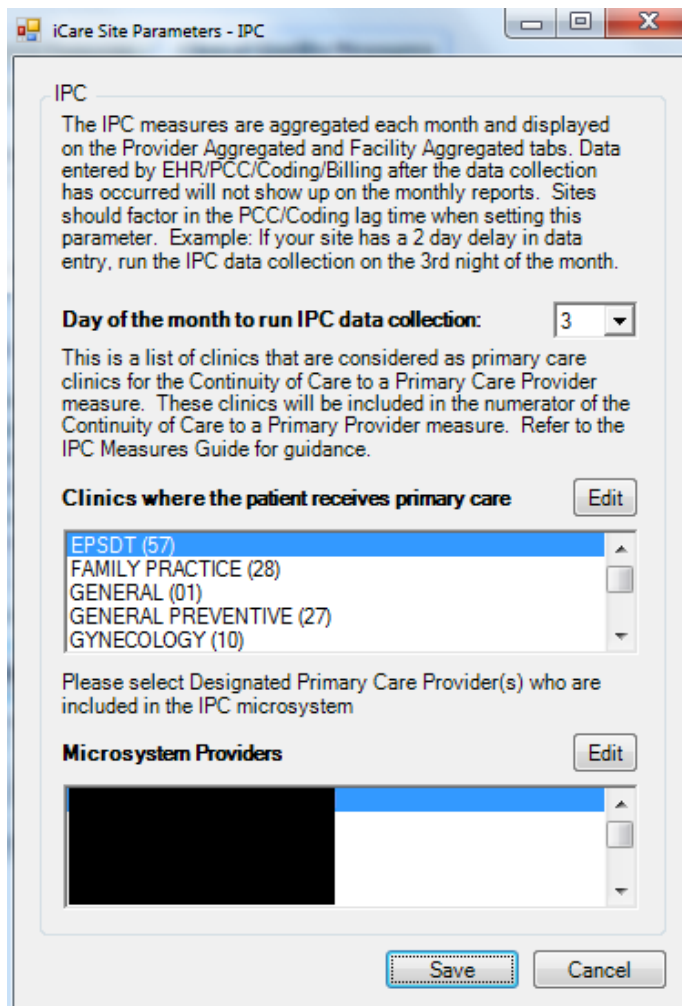 iCare Site Parameters - IPC
IPC
The IPC measures are aggregated each month and displayed
on the Provider Aggregated and Facility Aggregated tabs. Data
entered by EHR/PCC/Coding/Billing after the data collection
has occurred will not show up on the monthly reports.  Sites
should factor in the PCC/Coding lag time when setting this
parameter.  Example: If your site has a 2 day delay in data
entry, run the IPC data collection on the 3rd night of the month.
Day of the month to run IPC data collection: 3
This is a list of clinics that are considered as primary care
clinics for the Continuity of Care to a Primary Care Provider
measure.  These clinics will be included in the numerator of the
Continuity of Care to a Primary Provider measure.  Refer to the
IPC Measures Guide for guidance.
Clinics where the patient receives primary care Edit
EPSDT (57)
FAMILY PRACTICE (28)
GENERAL (01)
GENERAL PREVENTIVE (27)
GYNECOLOGY (10)
Please select Designated Primary Care Provider(s) who are
included in the IPC microsystem
Microsystem Providers Edit
Save Cancel